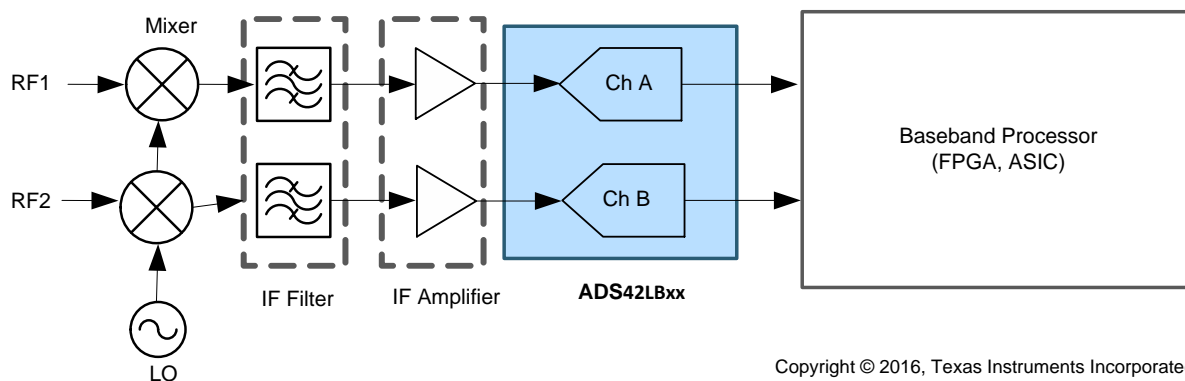 Mixer
RF1
Ch A
Baseband Processor
(FPGA, ASIC)
RF2
Ch B
IF Filter
IF Amplifier
ADS42LBxx
LO
Copyright © 2016, Texas Instruments Incorporate